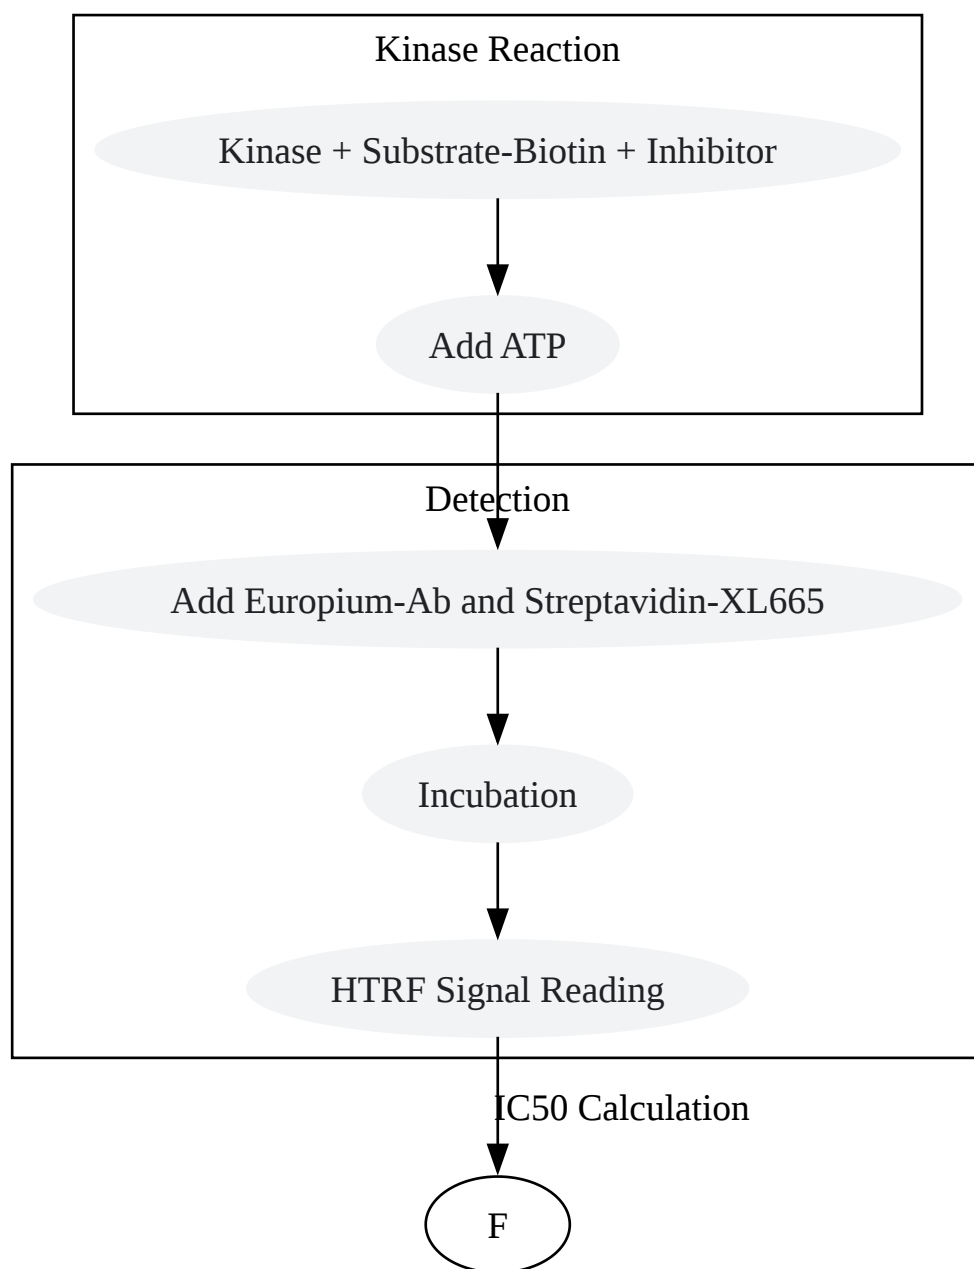 Kinase Reaction
Kinase + Substrate-Biotin + Inhibitor
Add ATP
Detection
Add Europium-Ab and Streptavidin-XL665
Incubation
HTRF Signal Reading
IC50 Calculation
F